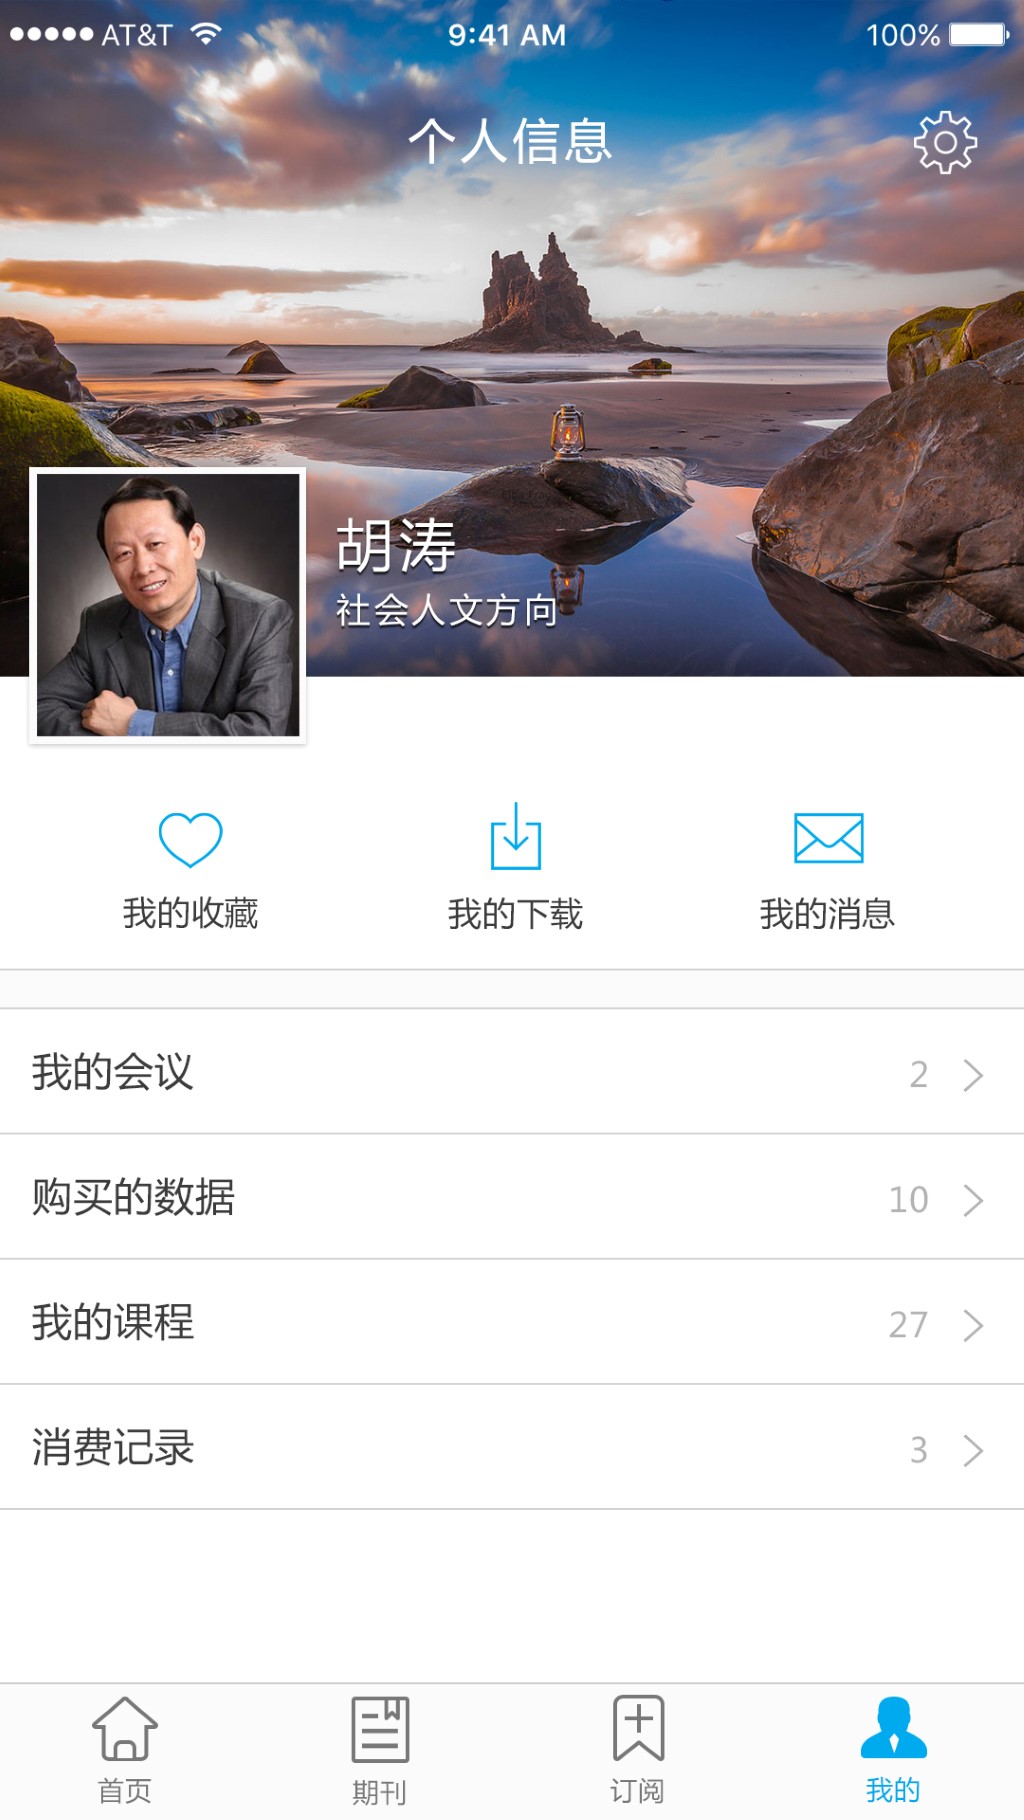 AT&T 9:41 AM 100%
个人信息
胡涛
社会人文方向
我的收藏 我的下载 我的消息
我的会议 2
购买的数据 10
我的课程 27
消费记录 3
首页 期刊 订阅 我的